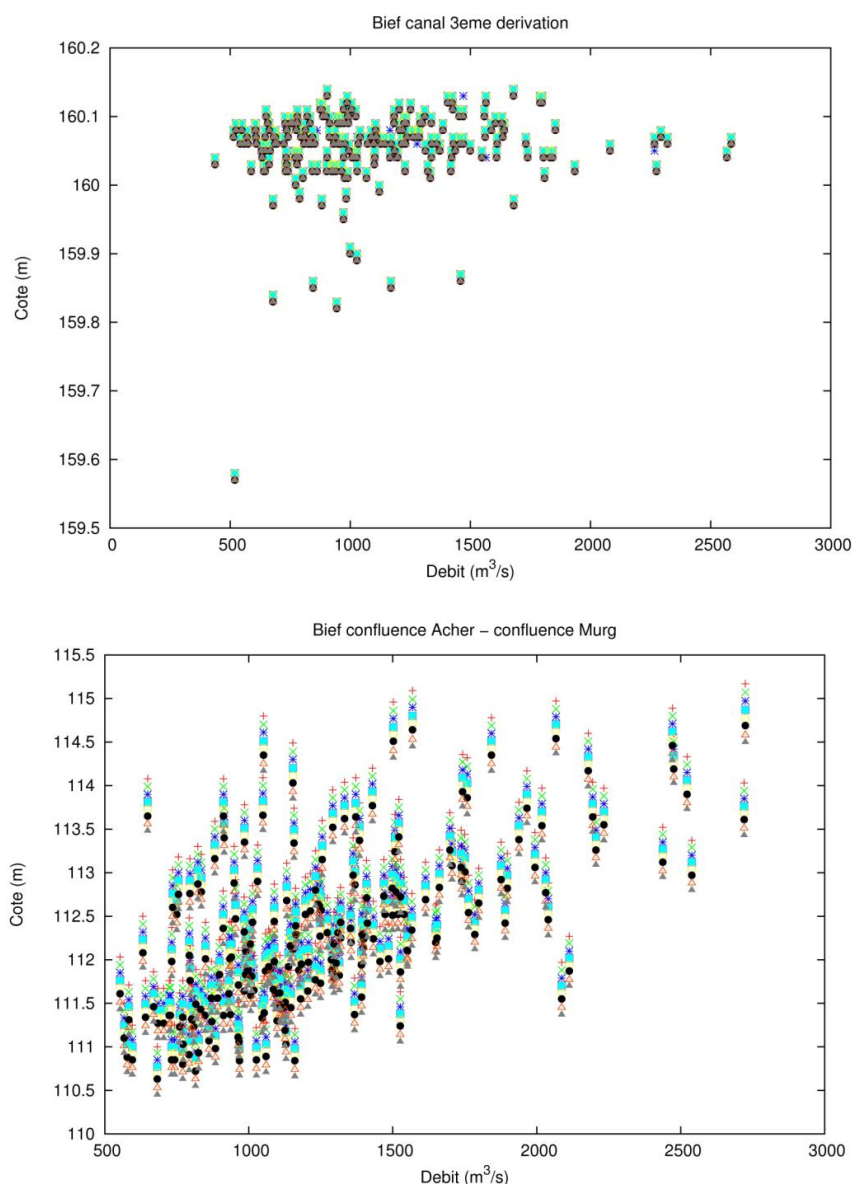 Bief canal 3eme derivation
160.2
160.1
160
159.9
159.8
159.7
159.6
159.5
Cote (m)
0 500 1000 1500 2000 2500 3000
Debit (m³/s)
Bief confluence Acher – confluence Murg
115.5
115
114.5
114
113.5
113
112.5
112
111.5
111
110.5
110
Cote (m)
500 1000 1500 2000 2500 3000
Debit (m³/s)